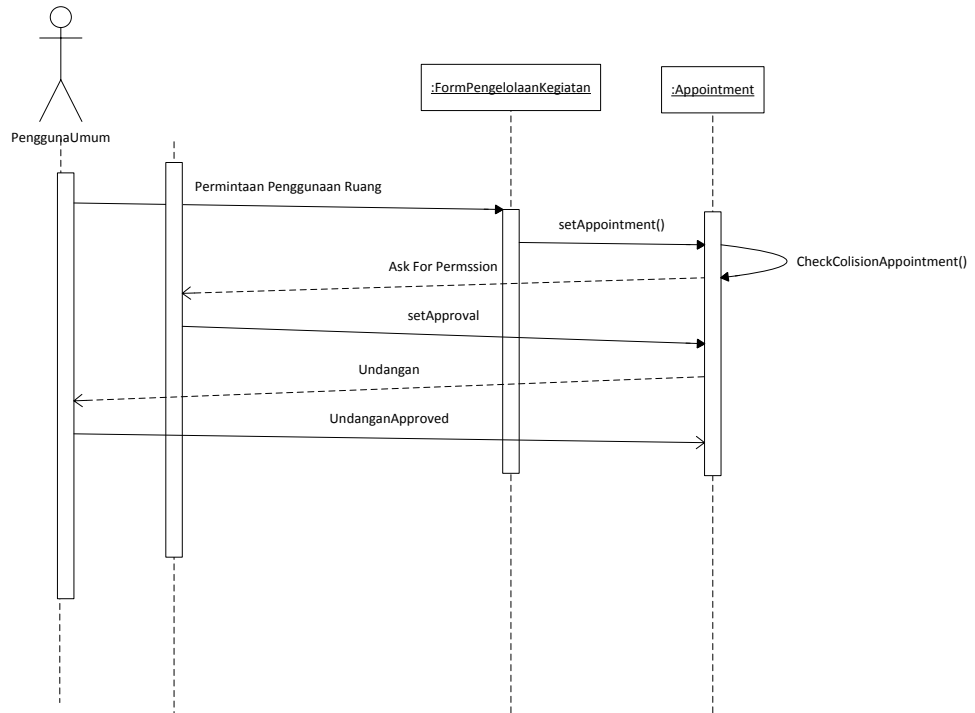 :FormPengelolaanKegiatan
:Appointment
PenggunaUmum
Permintaan Penggunaan Ruang
setAppointment()
CheckColisionAppointment()
Ask For Permssion
setApproval
Undangan
UndanganApproved